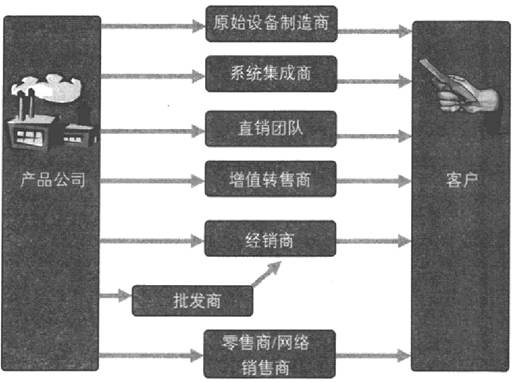 原始设备制造商
系统集成商
直销团队
产品公司
增值转售商
客户
经销商
批发商
零售商/网络
销售商